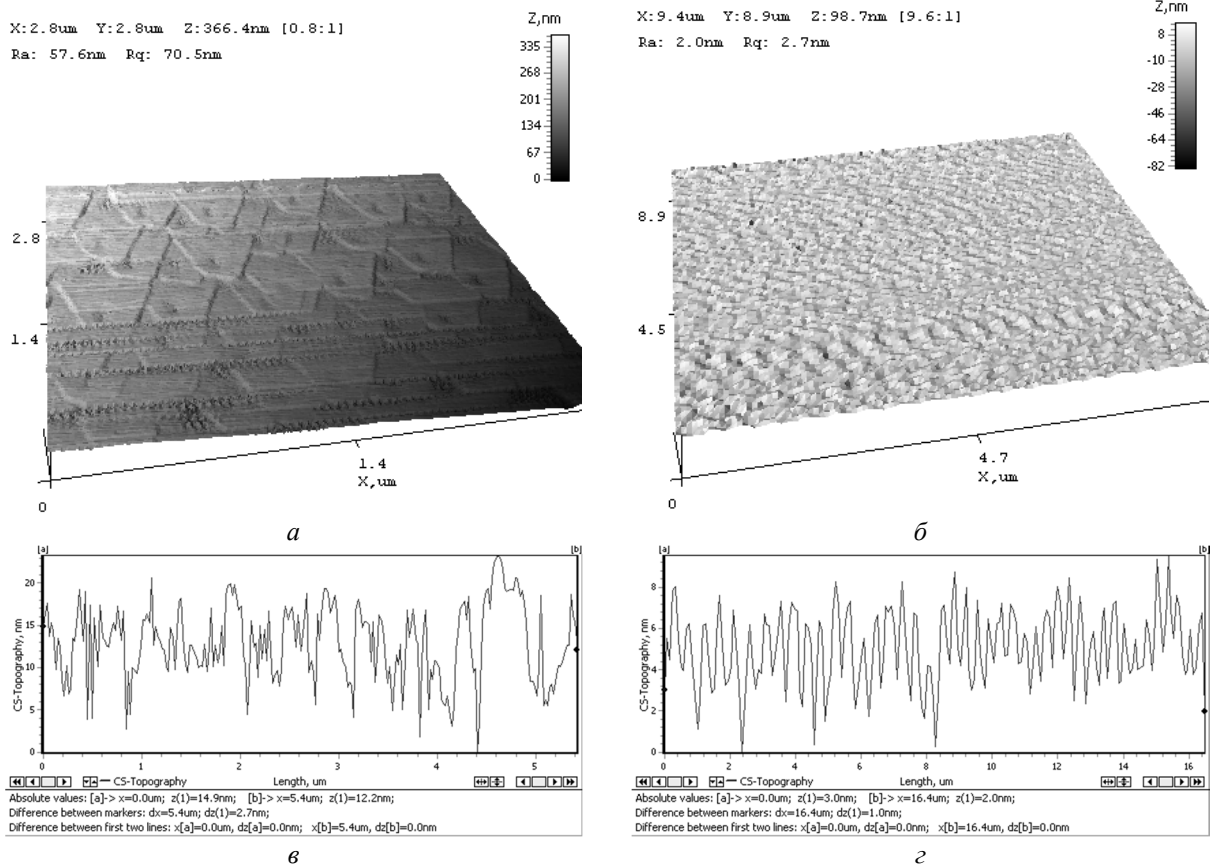 X:2.8um Y:2.8um Z:366.4nm [0.8:1]
Ra: 57.6nm Rq: 70.5nm
Z,nm
335
268
201
134
67
0
2.8
1.4
1.4
X,um
0
а
X:9.4um Y:8.9um Z:98.7nm [9.6:1]
Ra: 2.0nm Rq: 2.7nm
Z,nm
8
-10
-28
-46
-64
-82
8.9
4.5
4.7
X,um
0
б
[a] [b]
CS-Topography, nm
20
15
10
5
0
0 1 2 3 4 5
CS-Topography Length, um
Absolute values: [a]-> x=0.0um; z(1)=14.9nm; [b]-> x=5.4um; z(1)=12.2nm;
Difference between markers: dx=5.4um; dz(1)=2.7nm;
Difference between first two lines: x[a]=0.0um, dz[a]=0.0nm; x[b]=5.4um, dz[b]=0.0nm
в
[a] [b]
CS-Topography, nm
8
6
4
2
0
0 2 4 6 8 10 12 14 16
CS-Topography Length, um
Absolute values: [a]-> x=0.0um; z(1)=3.0nm; [b]-> x=16.4um; z(1)=2.0nm;
Difference between markers: dx=16.4um; dz(1)=1.0nm;
Difference between first two lines: x[a]=0.0um, dz[a]=0.0nm; x[b]=16.4um, dz[b]=0.0nm
г